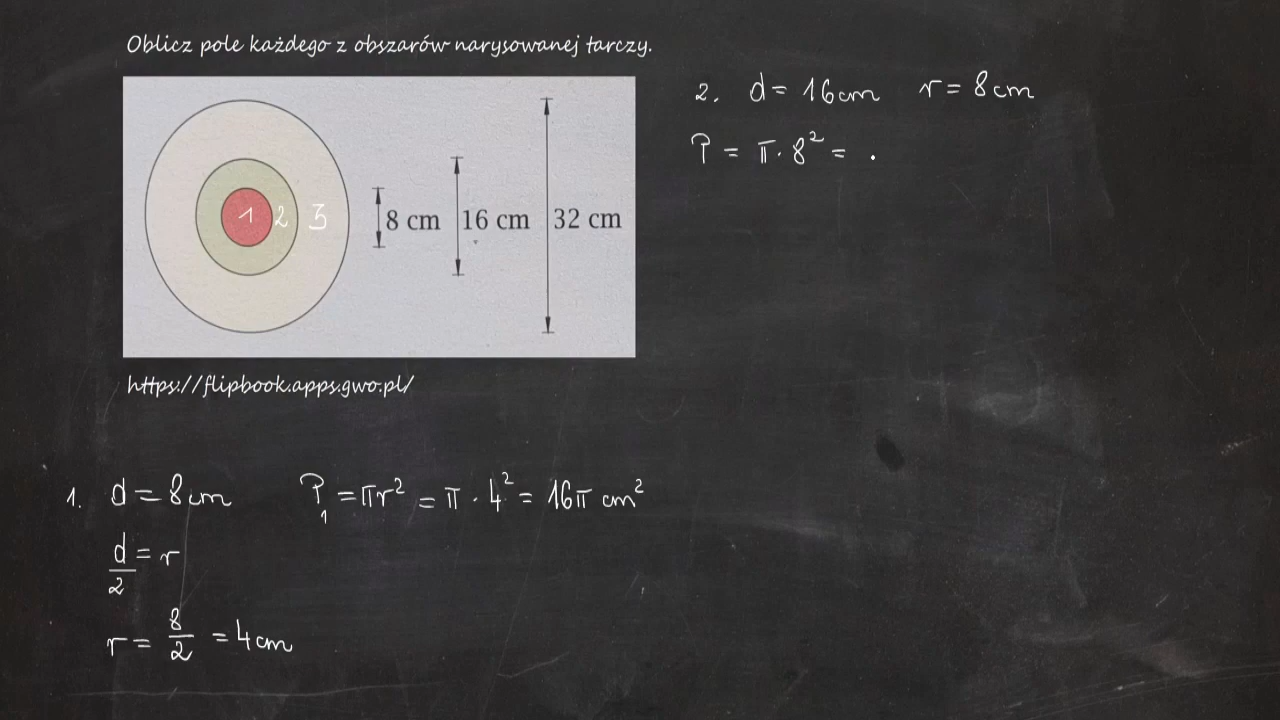 Oblicz pole każdego z obszarów narysowanej tarczy.
1 2 3
8 cm 16 cm 32 cm
https://flipbook.apps.gwo.pl/
1. d = 8cm P₁ = πr² = π · 4² = 16π cm²
d/2 = r
r = 8/2 = 4cm
2. d = 16cm r = 8cm
P = π · 8² = .